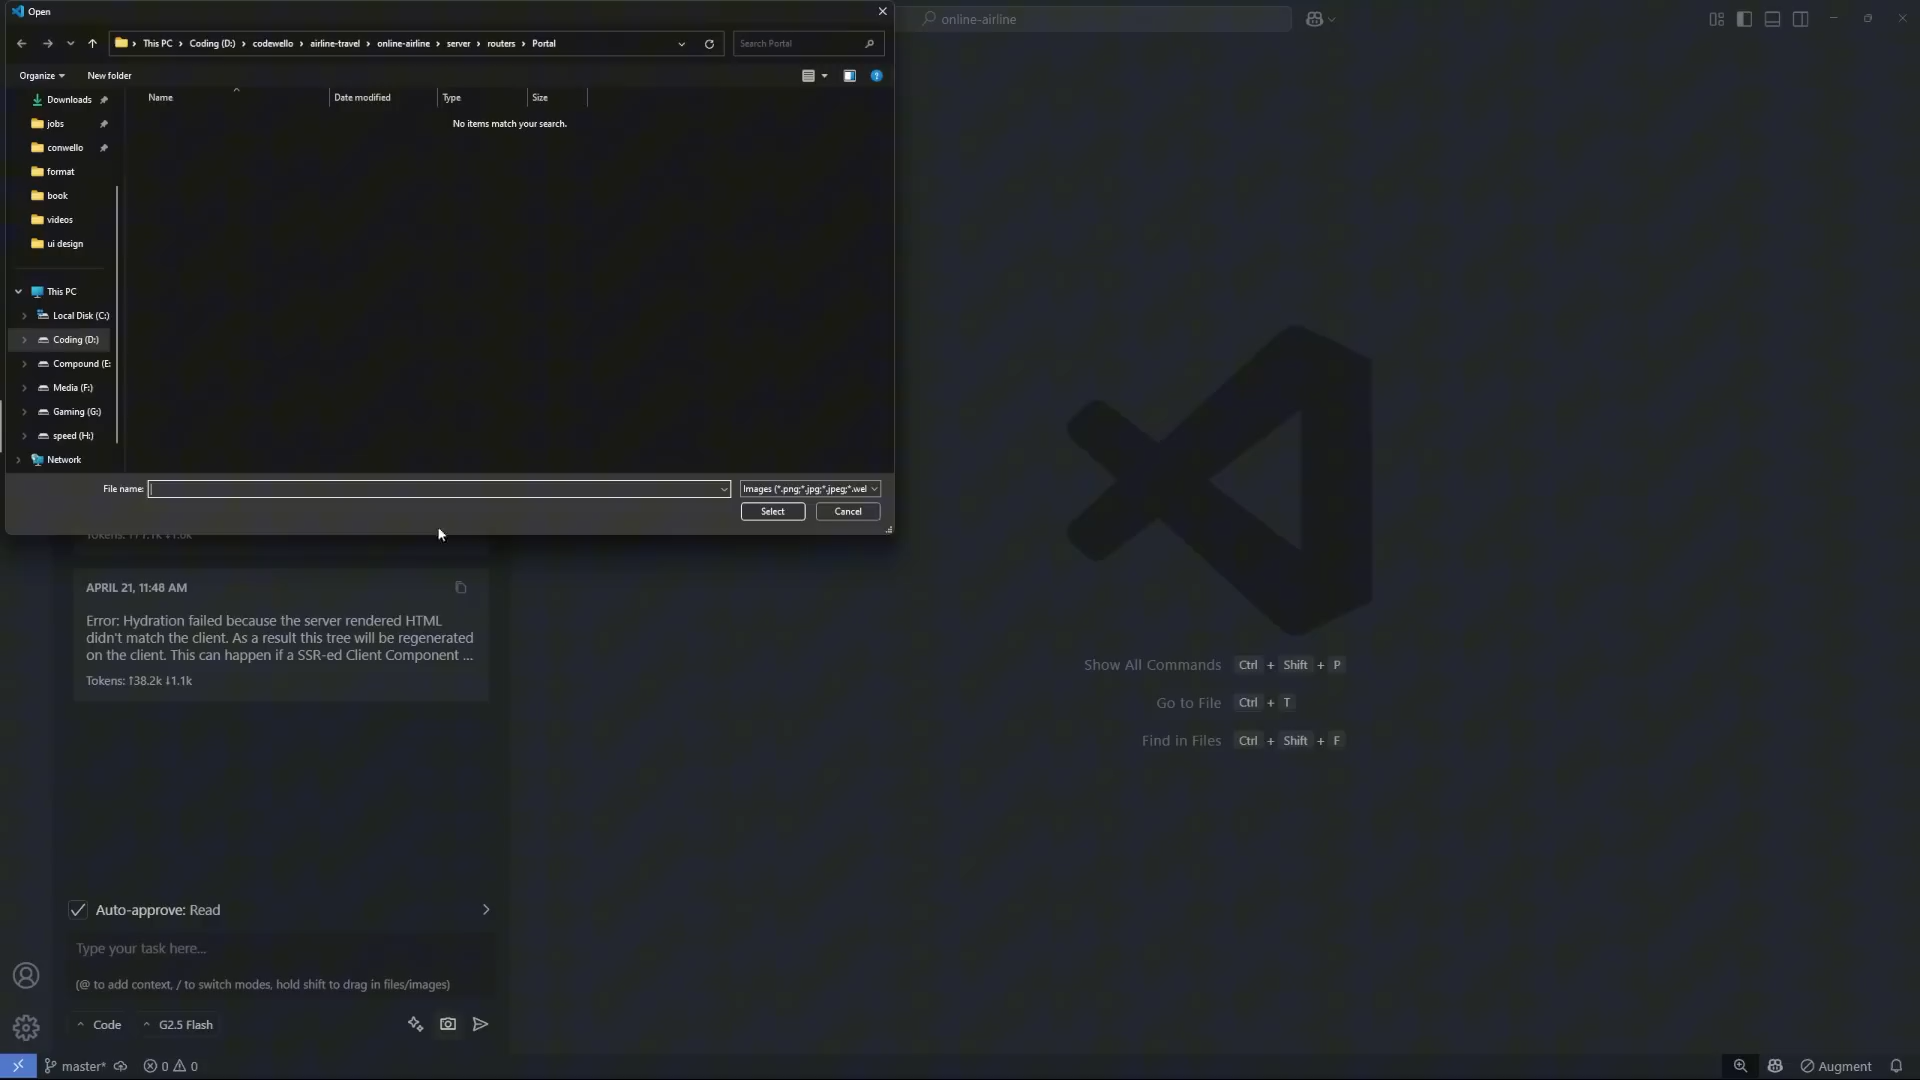 Open
online-airline
This PC > Coding (D:) > codewello > airline-travel > online-airline > server > routers > Portal
Search Portal
Organize
New folder
Name
Date modified
Type
Size
No items match your search.
Downloads
jobs
conwello
format
book
videos
ui design
This PC
Local Disk (C:)
Coding (D:)
Compound (E:
Media (F:)
Gaming (G:)
speed (H:)
Network
File name:
Images (*.png;*.jpg;*.jpeg;*.wel
Select
Cancel
APRIL 21, 11:48 AM
Error: Hydration failed because the server rendered HTML
didn't match the client. As a result this tree will be regenerated
on the client. This can happen if a SSR-ed Client Component ...
Tokens: ↑38.2k ↓1.1k
Show All Commands Ctrl + Shift + P
Go to File Ctrl + T
Find in Files Ctrl + Shift + F
Auto-approve: Read
Type your task here...
(@ to add context, / to switch modes, hold shift to drag in files/images)
Code
G2.5 Flash
master*
0
0
Augment